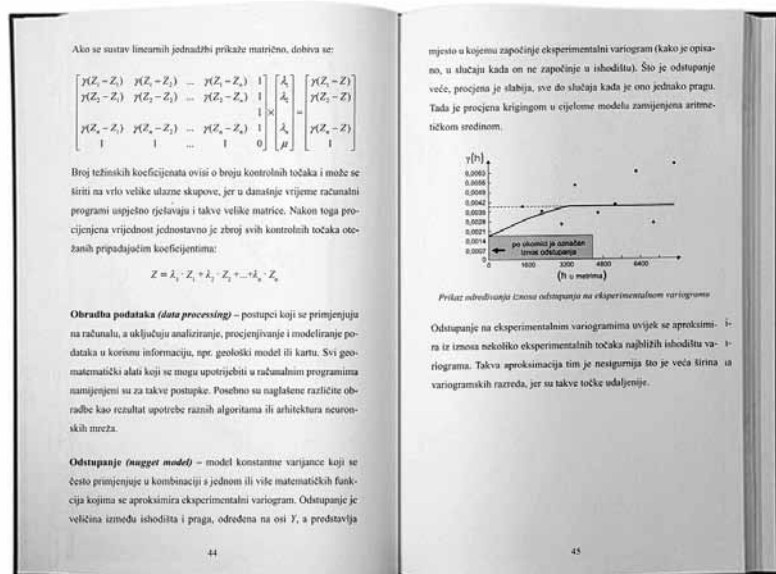 Ako se sustav linearnih jednadžbi prikaže matrično, dobiva se:
γ(Z₁−Z₁) γ(Z₁−Z₂) ... γ(Z₁−Zₙ) 1 λ₁ γ(Z₁−Z)
γ(Z₂−Z₁) γ(Z₂−Z₂) ... γ(Z₂−Zₙ) 1 λ₂ γ(Z₂−Z)
1 × =
γ(Zₙ−Z₁) γ(Zₙ−Z₂) ... γ(Zₙ−Zₙ) 1 λₙ γ(Zₙ−Z)
1 1 ... 1 0 μ 1
Broj težinskih koeficijenata ovisi o broju kontrolnih točaka i može se
širiti na vrlo velike ulazne skupove, jer u današnje vrijeme računalni
programi uspješno rješavaju i takve velike matrice. Nakon toga pro-
cijenjena vrijednost jednostavno je zbroj svih kontrolnih točaka ote-
žanih pripadajućim koeficijentima:
Z = λ₁ · Z₁ + λ₂ · Z₂ +...+λₙ · Zₙ
Obradba podataka (data processing) – postupci koji se primjenjuju
na računalu, a uključuju analiziranje, procjenjivanje i modeliranje po-
dataka u korisnu informaciju, npr. geološki model ili kartu. Svi geo-
matematički alati koji se mogu upotrijebiti u računalnim programima
namijenjeni su za takve postupke. Posebno su naglašene različite ob-
radbe kao rezultat upotrebe raznih algoritama ili arhitektura neuron-
skih mreža.
Odstupanje (nugget model) – model konstantne varijance koji se
često primjenjuje u kombinaciji s jednom ili više matematičkih funk-
cija kojima se aproksimira eksperimentalni variogram. Odstupanje je
veličina između ishodišta i praga, određena na osi Y, a predstavlja
44
mjesto u kojemu započinje eksperimentalni variogram (kako je opisa-
no, u slučaju kada on ne započinje u ishodištu). Što je odstupanje
veće, procjena je slabija, sve do slučaja kada je ono jednako pragu.
Tada je procjena krigingom u cijelome modelu zamijenjena aritme-
tičkom sredinom.
γ(h)
0,0063
0,0056
0,0049
0,0042
0,0035
0,0028
0,0021
0,0014
0,0007
po okomici je označen
iznos odstupanja
0 1600 3200 4800 6400
(h u metrima)
Prikaz određivanja iznosa odstupanja na eksperimentalnom variogramu
Odstupanje na eksperimentalnim variogramima uvijek se aproksimi-
ra iz iznosa nekoliko eksperimentalnih točaka najbližih ishodištu va-
riograma. Takva aproksimacija tim je nesigurnija što je veća širina
variogramskih razreda, jer su takve točke udaljenije.
45